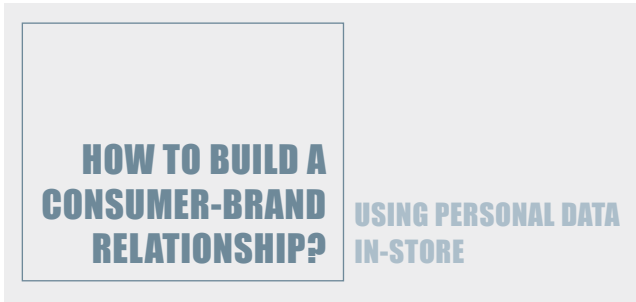 HOW TO BUILD A
CONSUMER-BRAND
RELATIONSHIP?
USING PERSONAL DATA
IN-STORE